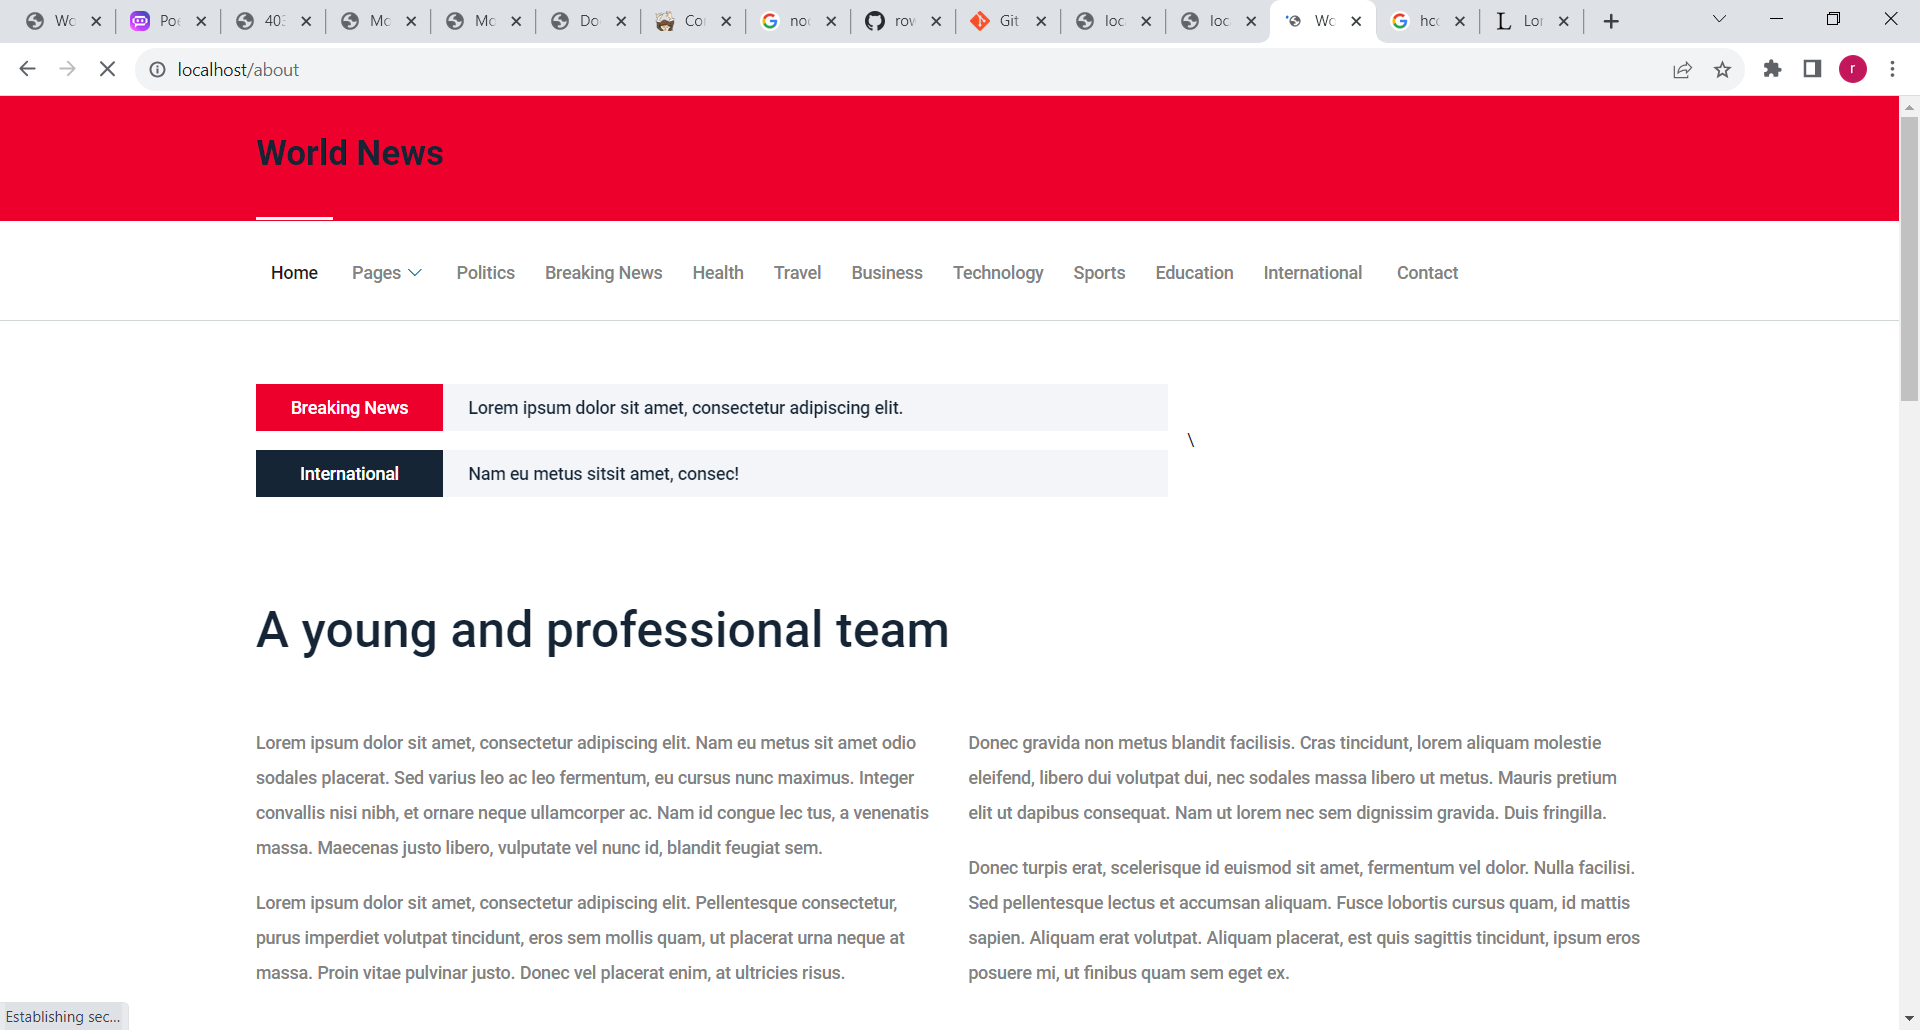 Wo
Poe
403
Mo
Mo
Do
Co
noc
row
Git
loc
loc
Wo
hcc
Lor
localhost/about
r
World News
Home Pages Politics Breaking News Health Travel Business Technology Sports Education International Contact
Breaking News Lorem ipsum dolor sit amet, consectetur adipiscing elit.
\
International Nam eu metus sitsit amet, consec!
A young and professional team
Lorem ipsum dolor sit amet, consectetur adipiscing elit. Nam eu metus sit amet odio
sodales placerat. Sed varius leo ac leo fermentum, eu cursus nunc maximus. Integer
convallis nisi nibh, et ornare neque ullamcorper ac. Nam id congue lec tus, a venenatis
massa. Maecenas justo libero, vulputate vel nunc id, blandit feugiat sem.
Lorem ipsum dolor sit amet, consectetur adipiscing elit. Pellentesque consectetur,
purus imperdiet volutpat tincidunt, eros sem mollis quam, ut placerat urna neque at
massa. Proin vitae pulvinar justo. Donec vel placerat enim, at ultricies risus.
Donec gravida non metus blandit facilisis. Cras tincidunt, lorem aliquam molestie
eleifend, libero dui volutpat dui, nec sodales massa libero ut metus. Mauris pretium
elit ut dapibus consequat. Nam ut lorem nec sem dignissim gravida. Duis fringilla.
Donec turpis erat, scelerisque id euismod sit amet, fermentum vel dolor. Nulla facilisi.
Sed pellentesque lectus et accumsan aliquam. Fusce lobortis cursus quam, id mattis
sapien. Aliquam erat volutpat. Aliquam placerat, est quis sagittis tincidunt, ipsum eros
posuere mi, ut finibus quam sem eget ex.
Establishing sec...